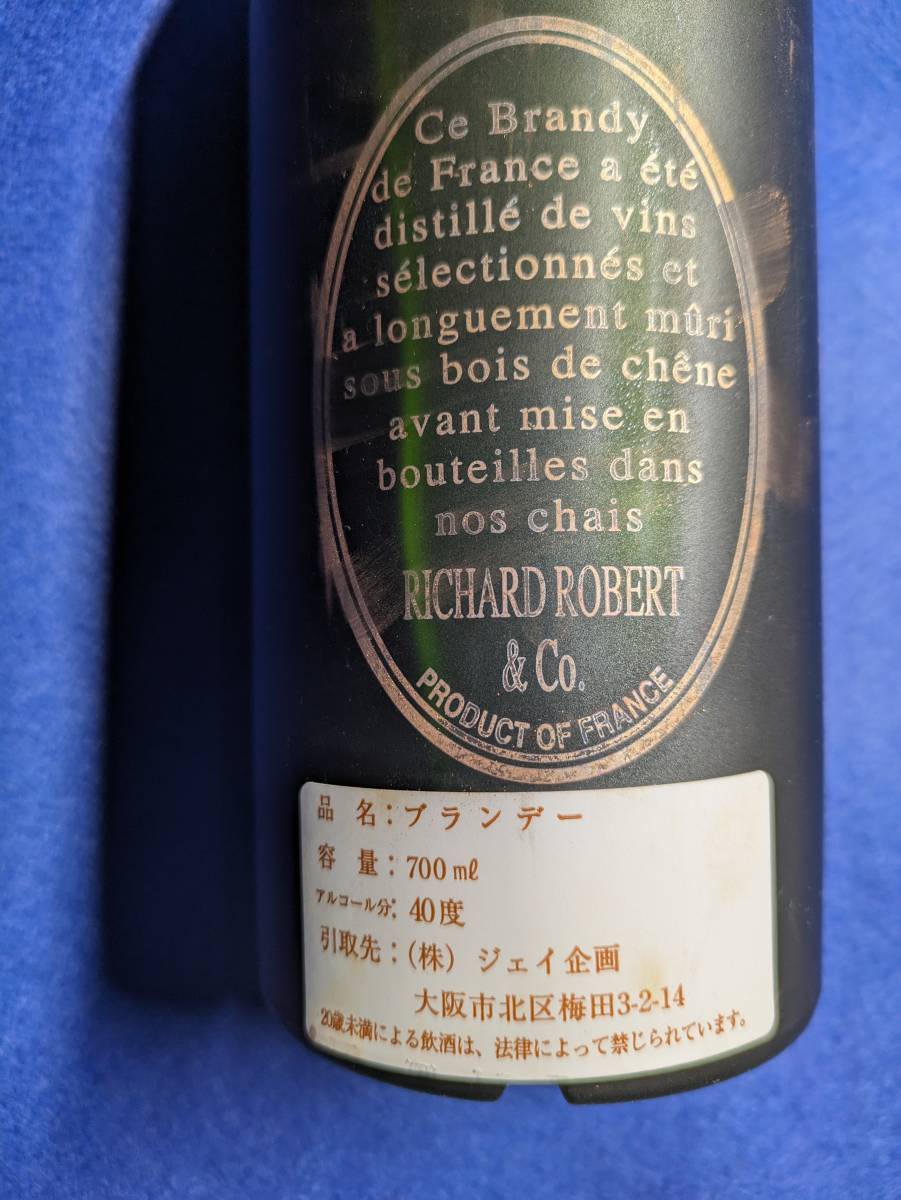 Ce Brandy
de France a été
distillé de vins
sélectionnés et
a longuement mûri
sous bois de chêne
avant mise en
bouteilles dans
nos chais
RICHARD ROBERT
& Co.
PRODUCT OF FRANCE
品名：ブランデー
容量：700㎖
アルコール分：40度
引取先：(株) ジェイ企画
大阪市北区梅田3-2-14
20歳未満による飲酒は、法律によって禁じられています。